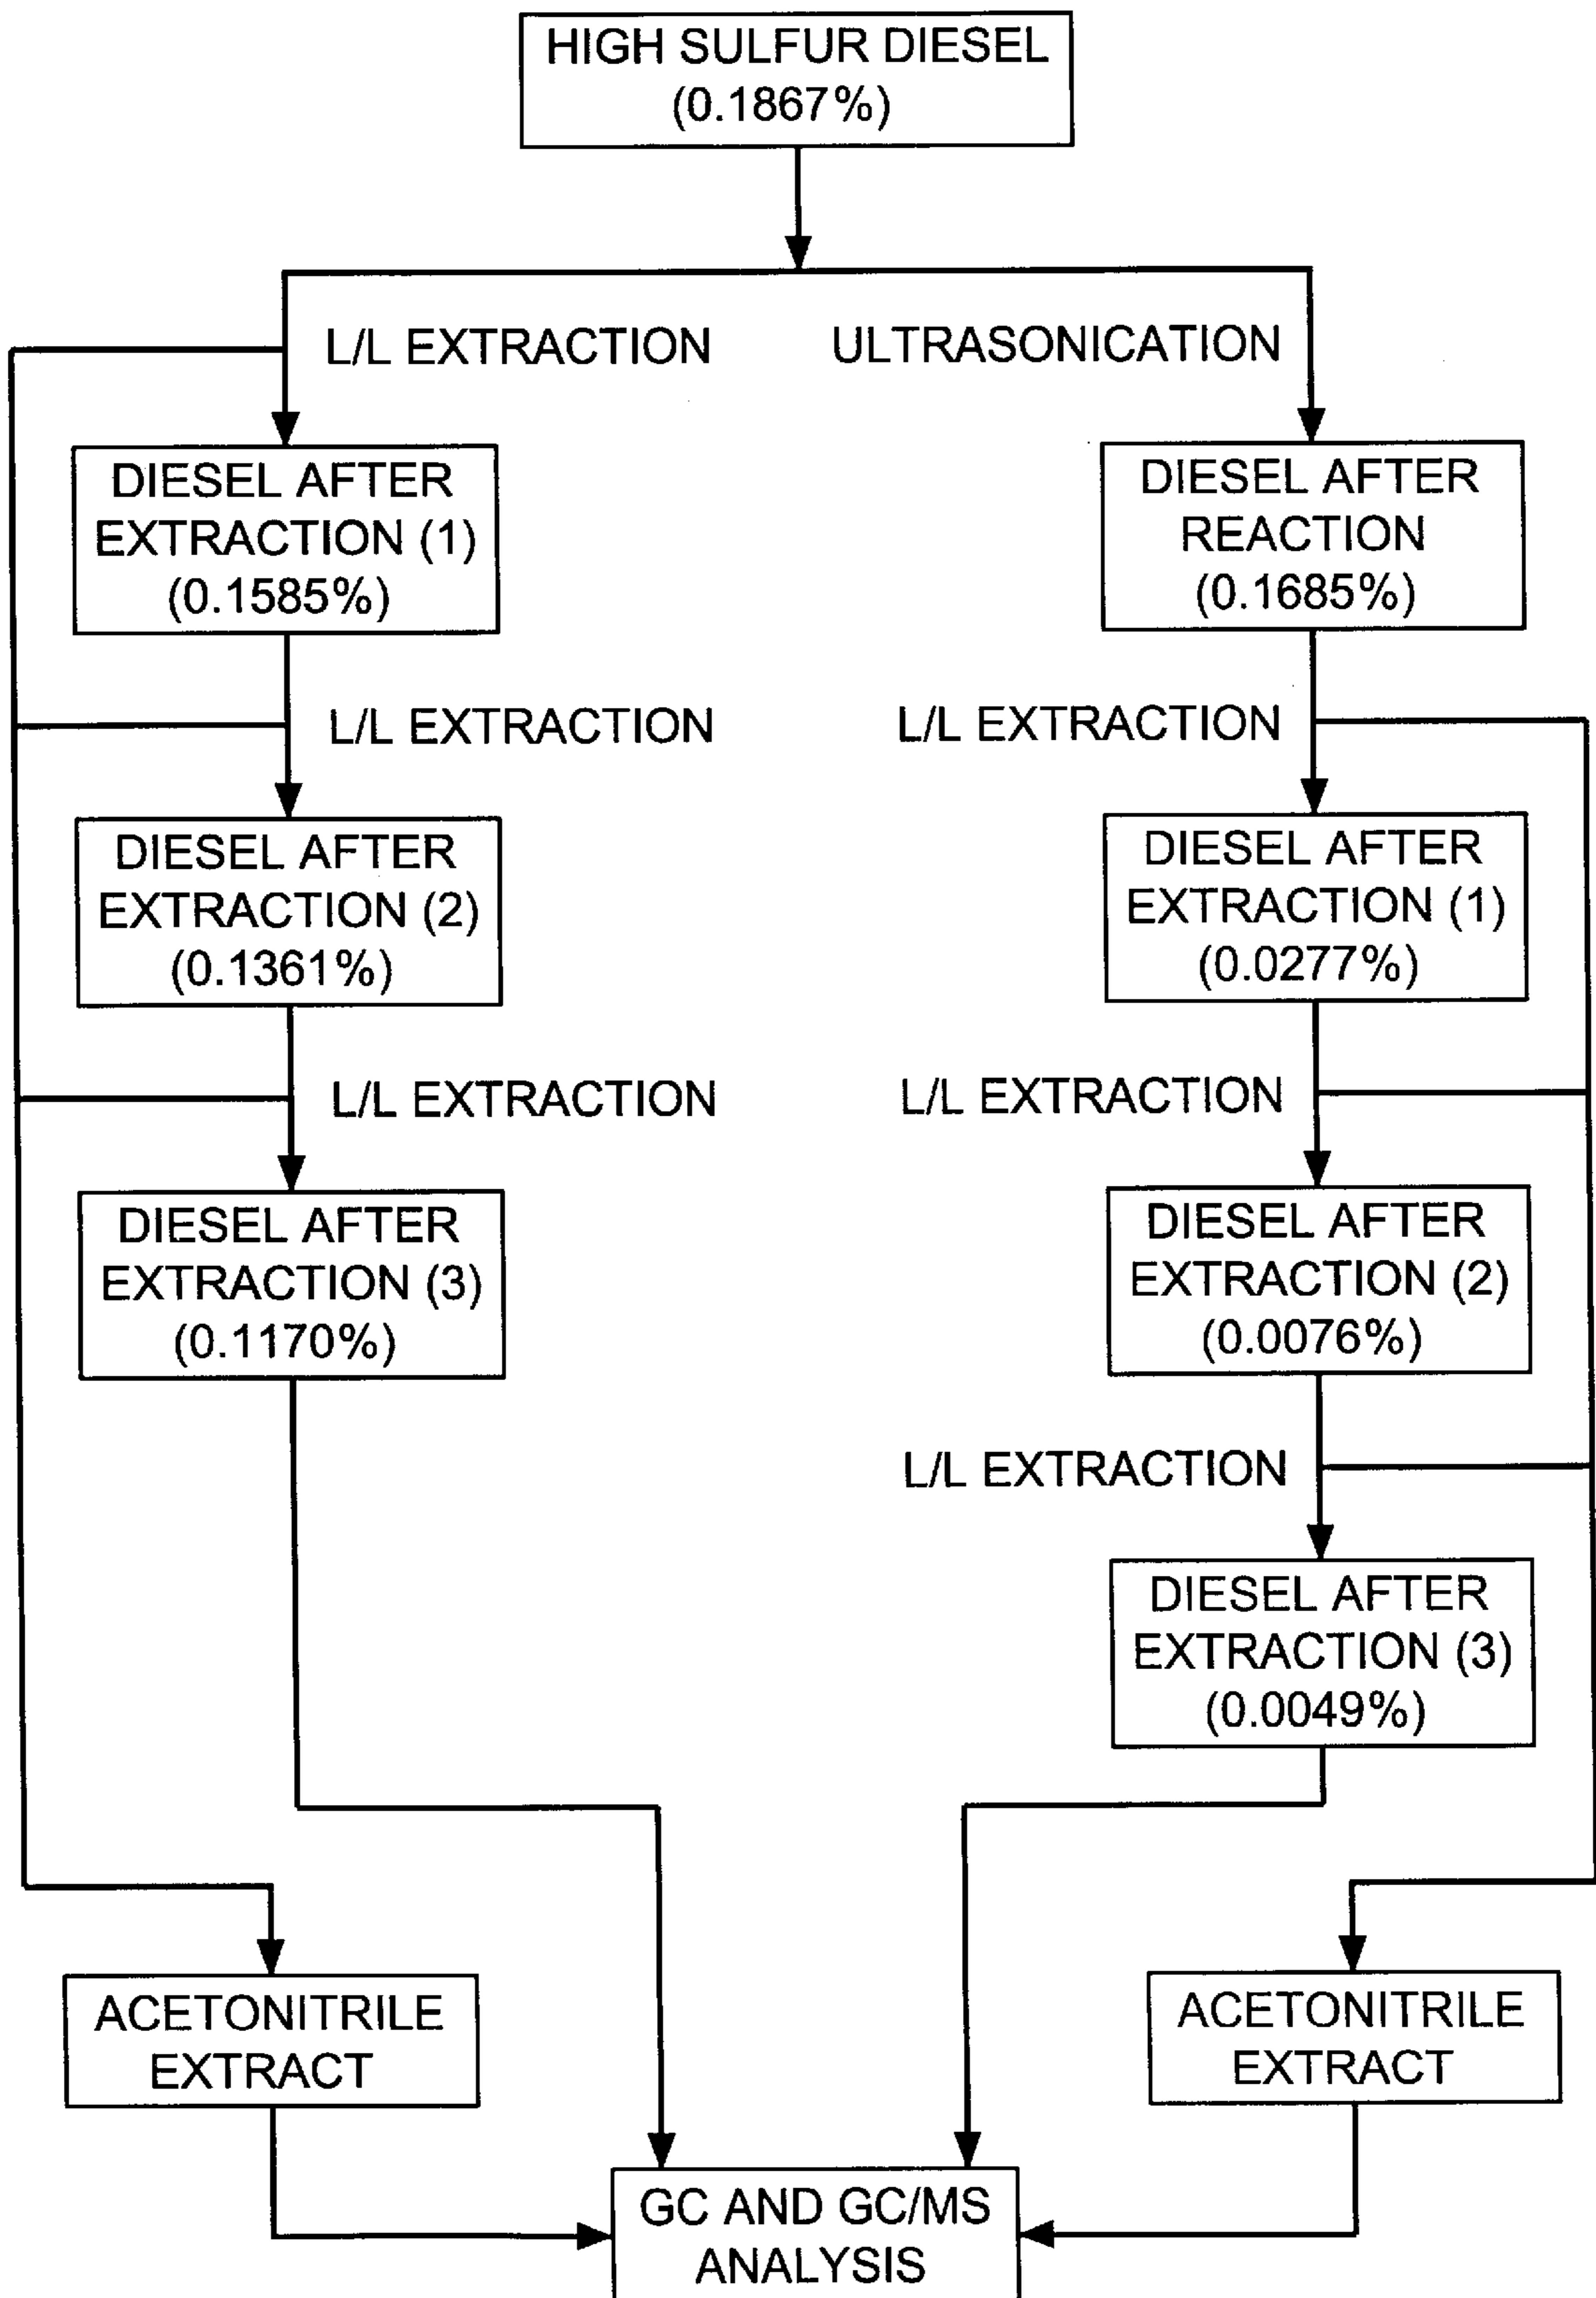 HIGH SULFUR DIESEL
(0.1867%)
L/L EXTRACTION
ULTRASONICATION
DIESEL AFTER
EXTRACTION (1)
(0.1585%)
DIESEL AFTER
REACTION
(0.1685%)
L/L EXTRACTION
L/L EXTRACTION
DIESEL AFTER
EXTRACTION (2)
(0.1361%)
DIESEL AFTER
EXTRACTION (1)
(0.0277%)
L/L EXTRACTION
L/L EXTRACTION
DIESEL AFTER
EXTRACTION (3)
(0.1170%)
DIESEL AFTER
EXTRACTION (2)
(0.0076%)
L/L EXTRACTION
DIESEL AFTER
EXTRACTION (3)
(0.0049%)
ACETONITRILE
EXTRACT
ACETONITRILE
EXTRACT
GC AND GC/MS
ANALYSIS